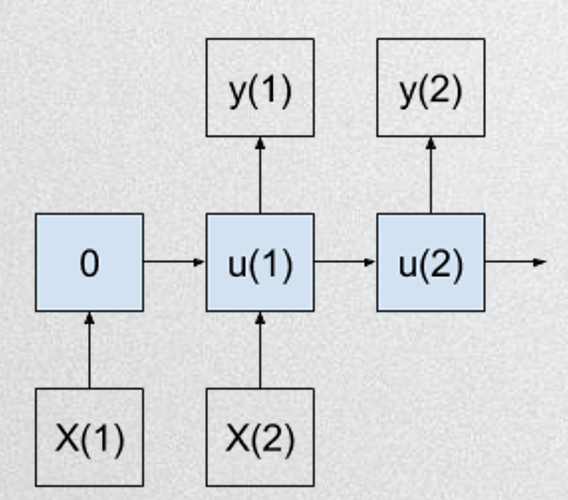 y(1)
y(2)
0
u(1)
u(2)
X(1)
X(2)